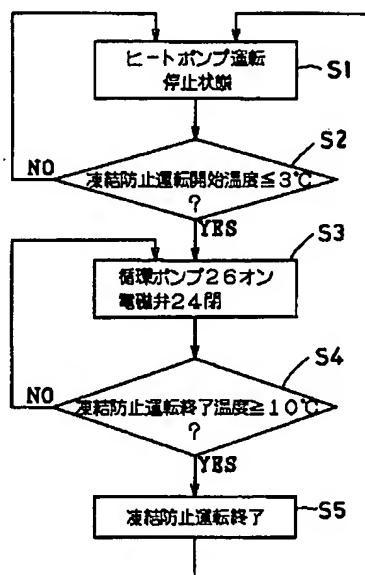 ヒートポンプ運転
停止状態
S1
S2
凍結防止運転開始温度≦3℃
?
NO
YES
S3
循環ポンプ26オン
電磁弁24閉
S4
凍結防止運転終了温度≧10℃
?
NO
YES
S5
凍結防止運転終了